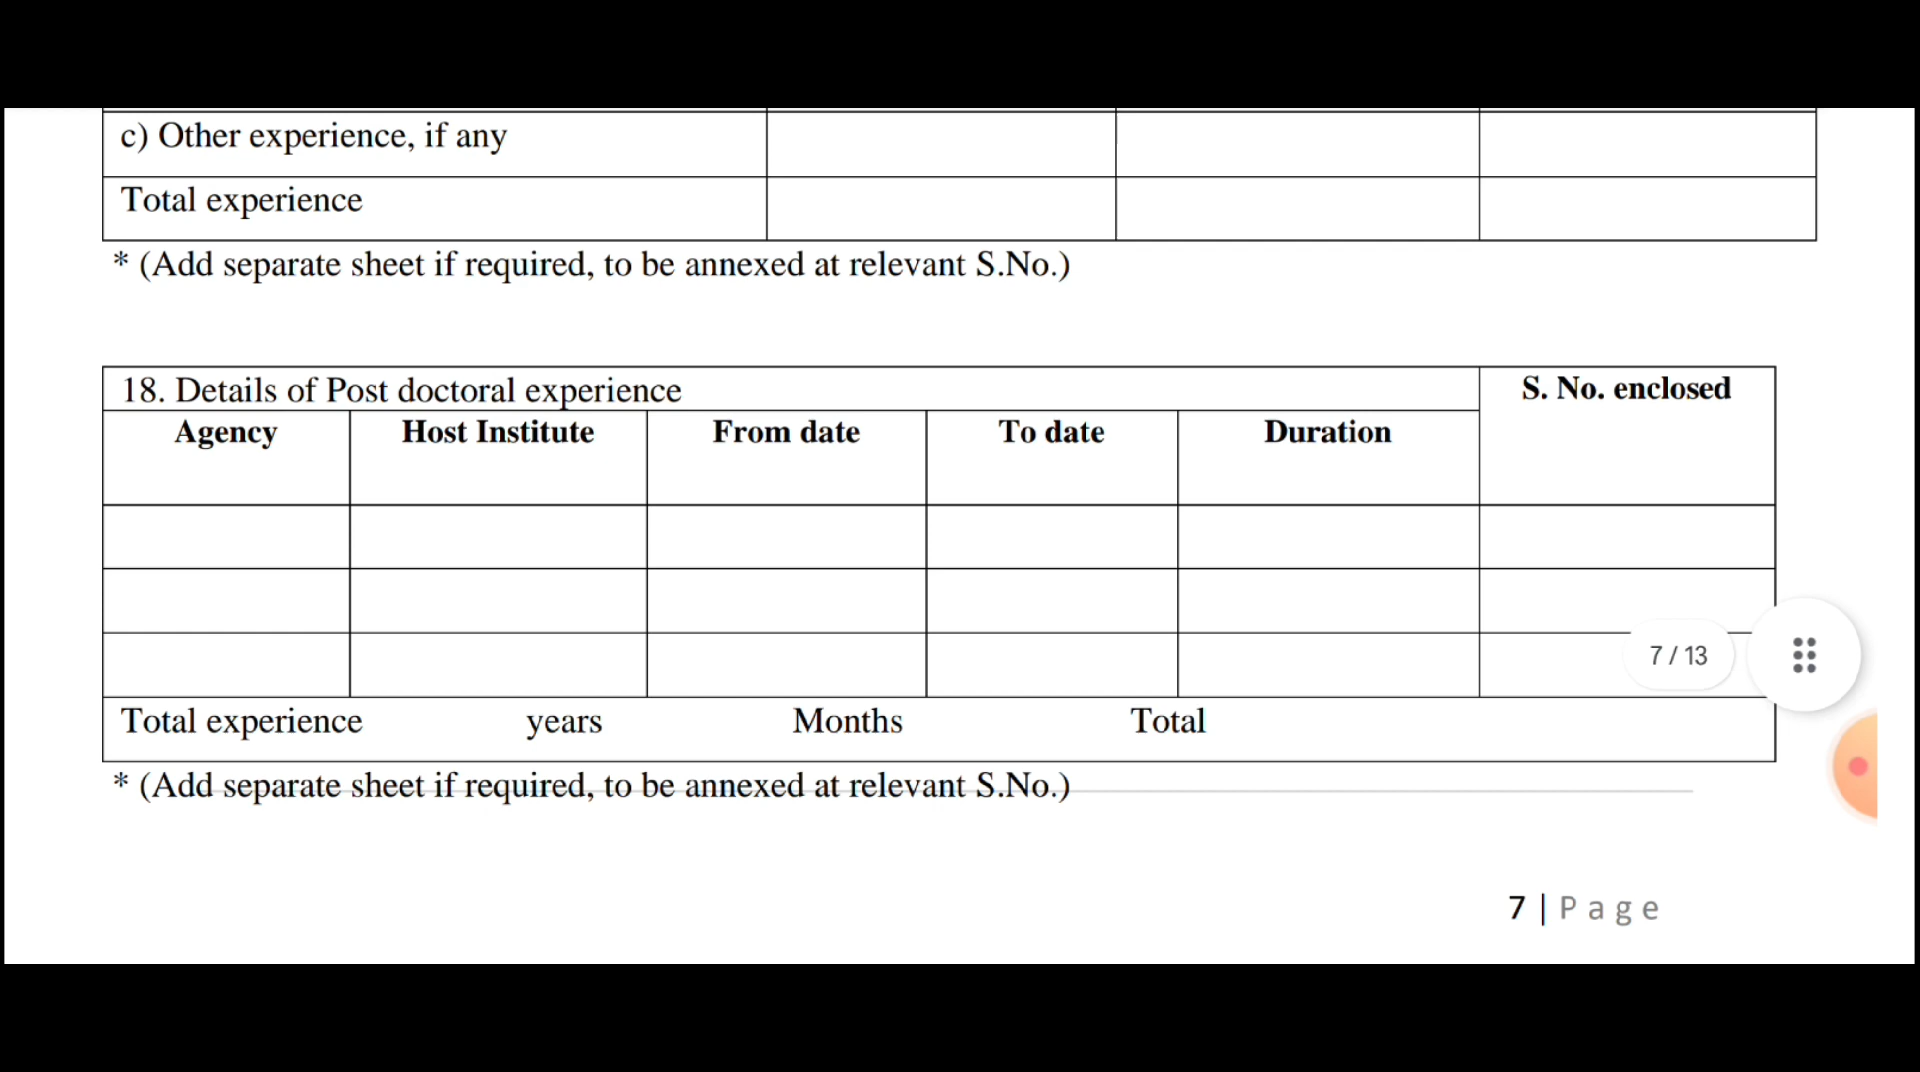 c) Other experience, if any
Total experience
* (Add separate sheet if required, to be annexed at relevant S.No.)
18. Details of Post doctoral experience
S. No. enclosed
Agency Host Institute From date To date Duration
7 / 13
Total experience years Months Total
* (Add separate sheet if required, to be annexed at relevant S.No.)
7 | P a g e